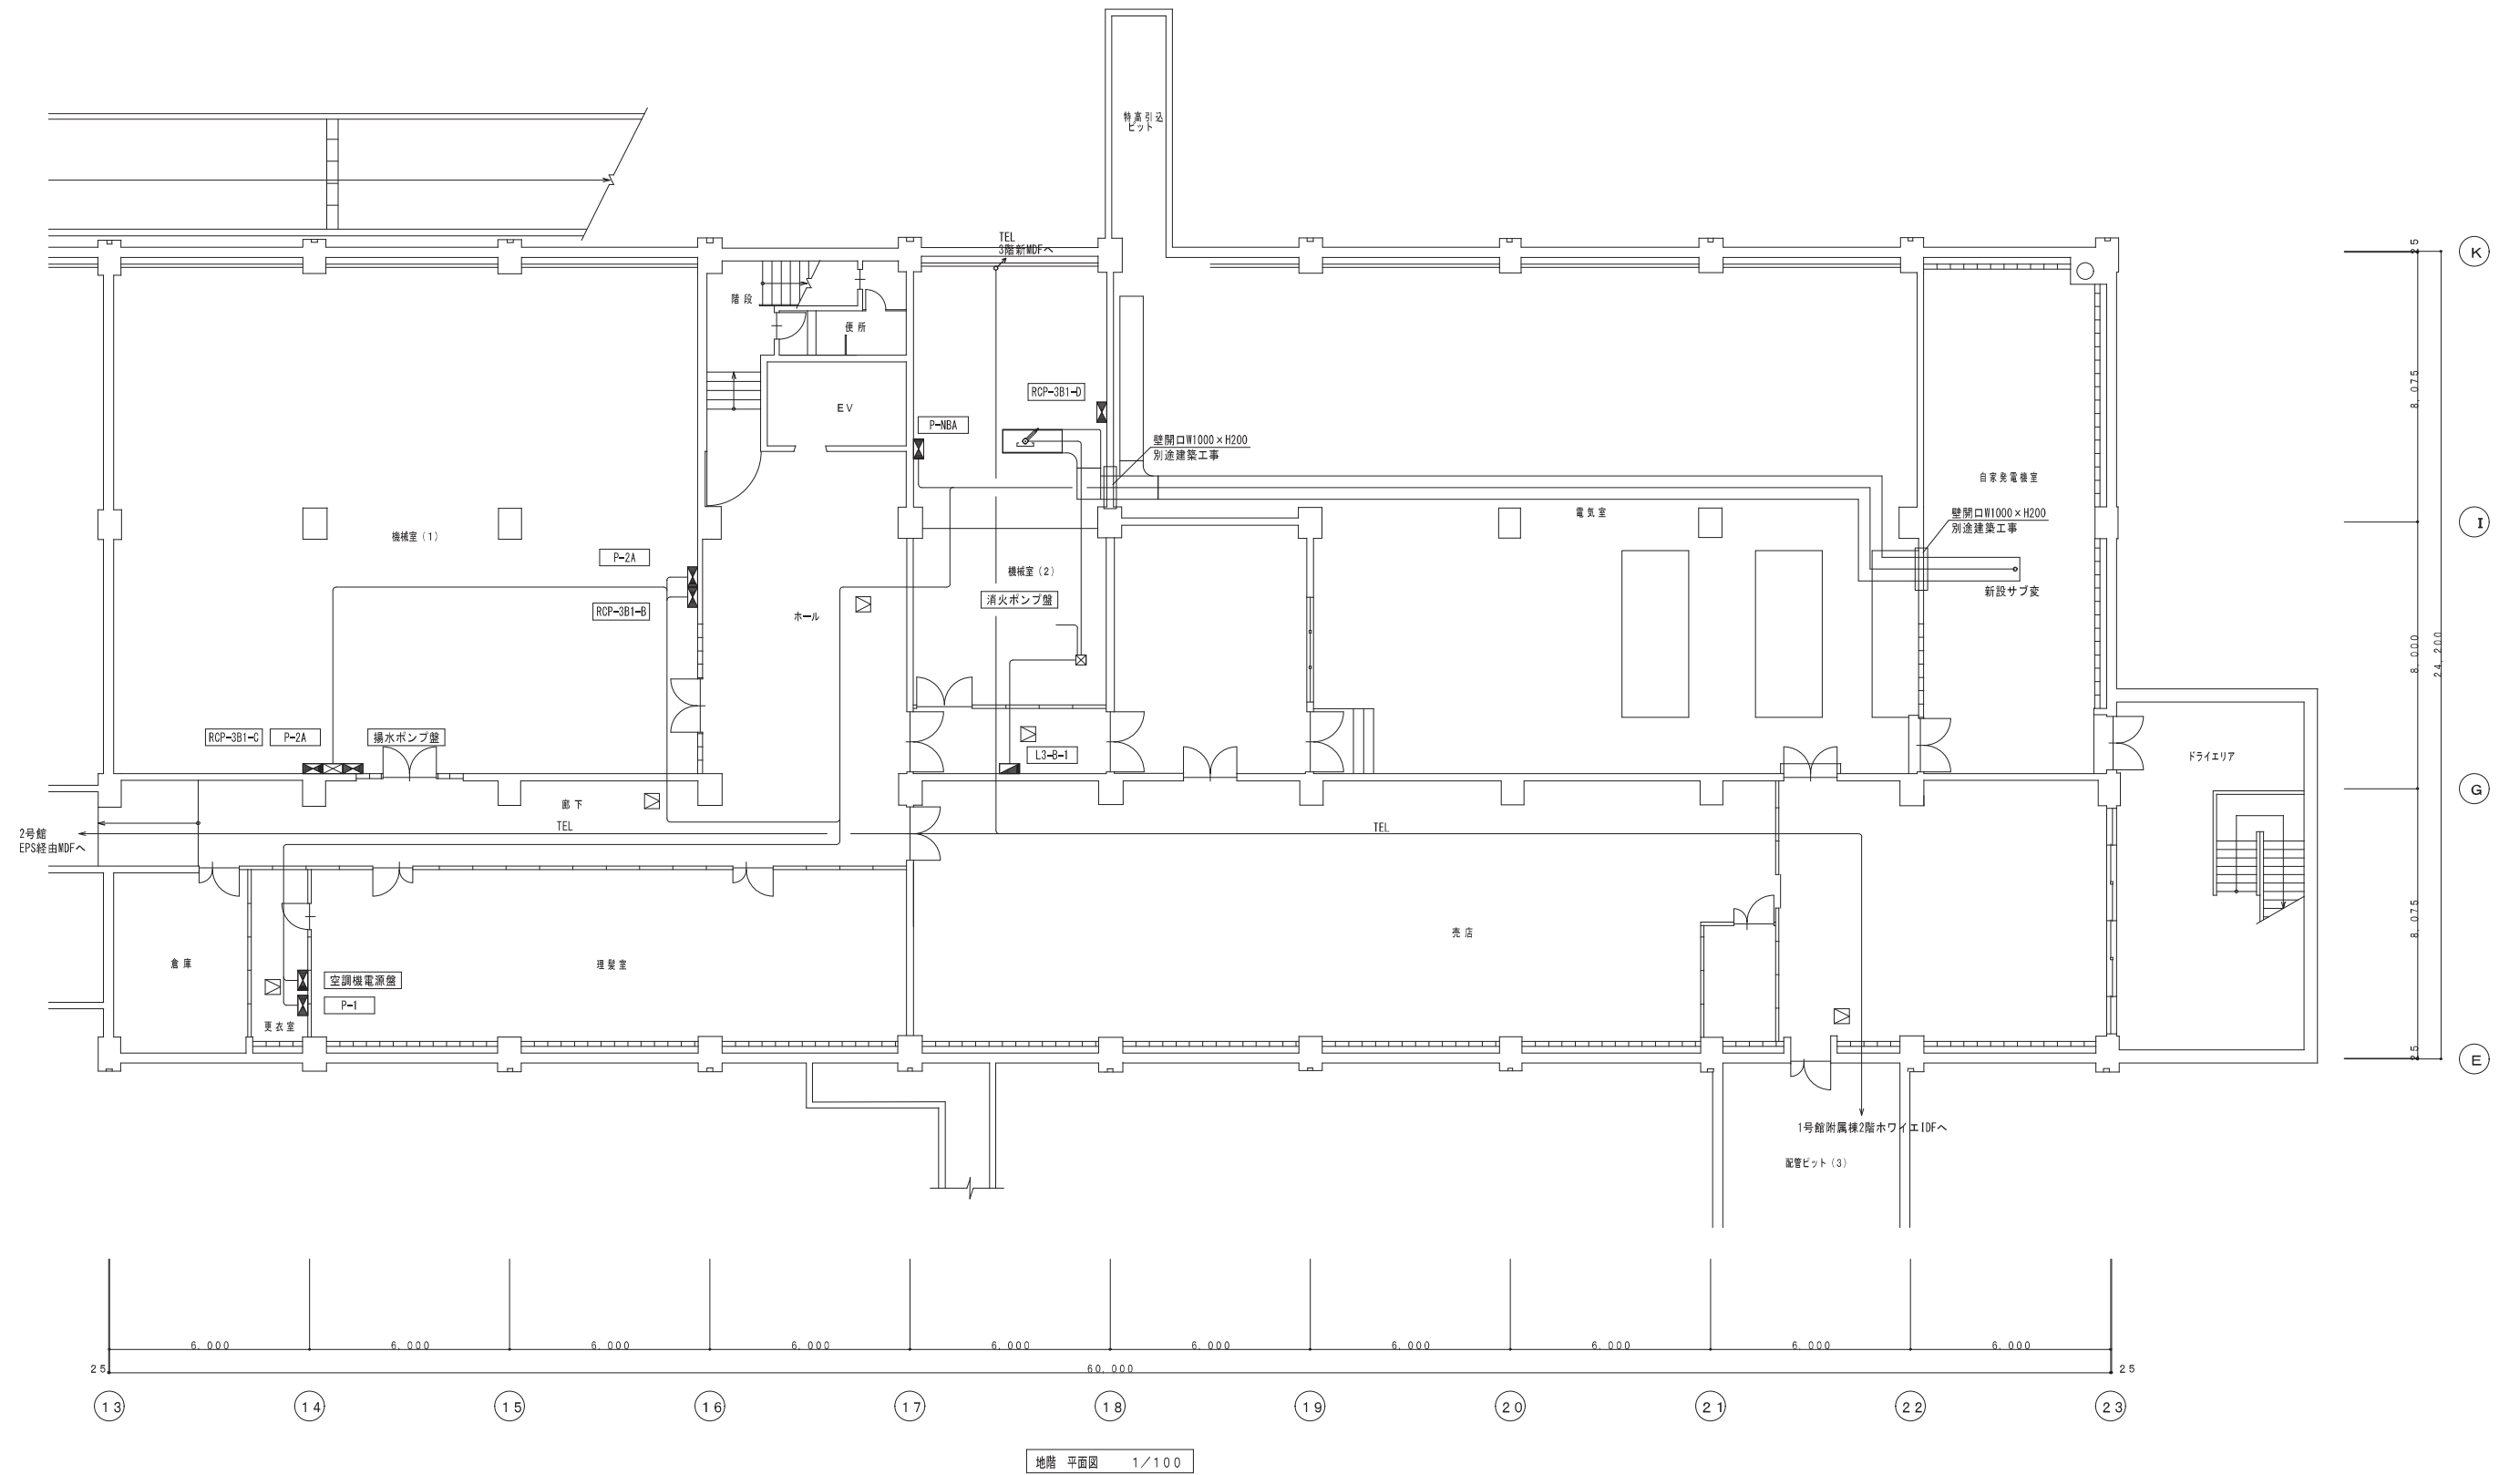 特高引込
ピット
TEL
3階新MDFへ
階 段
便 所
RCP-3B1-D
EV
P-NBA
壁開口W1000×H200
別途建築工事
自家発電機室
機械室(1)
電気室
壁開口W1000×H200
別途建築工事
P-2A
機械室(2)
消火ポンプ盤
新設サブ変
RCP-3B1-B
ホール
RCP-3B1-C
P-2A
揚水ポンプ盤
L3-B-1
ドライエリア
廊 下
2号館
EPS経由MDFへ
TEL
TEL
売 店
倉 庫
理髪室
空調機電源盤
P-1
更衣室
1号館附属棟2階ホワイエIDFへ
配管ピット(3)
K
I
G
E
25
8,075
8,000
24,200
8,075
25
6,000
6,000
6,000
6,000
6,000
6,000
6,000
6,000
6,000
6,000
25
60,000
25
13
14
15
16
17
18
19
20
21
22
23
地階 平面図 1/100